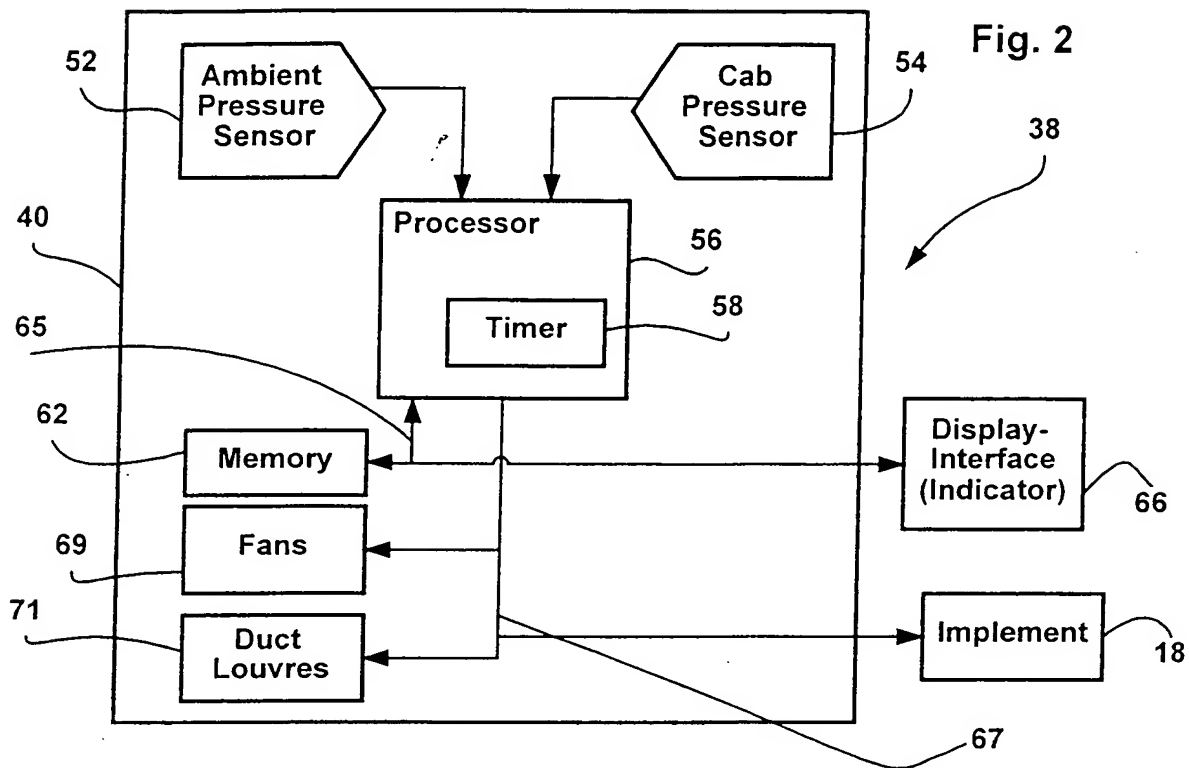 Fig. 2
52
Ambient
Pressure
Sensor
Cab
Pressure
Sensor
54
38
40
Processor
56
65
Timer
58
62
Memory
Display-
Interface
(Indicator)
66
69
Fans
71
Duct
Louvres
Implement
18
67